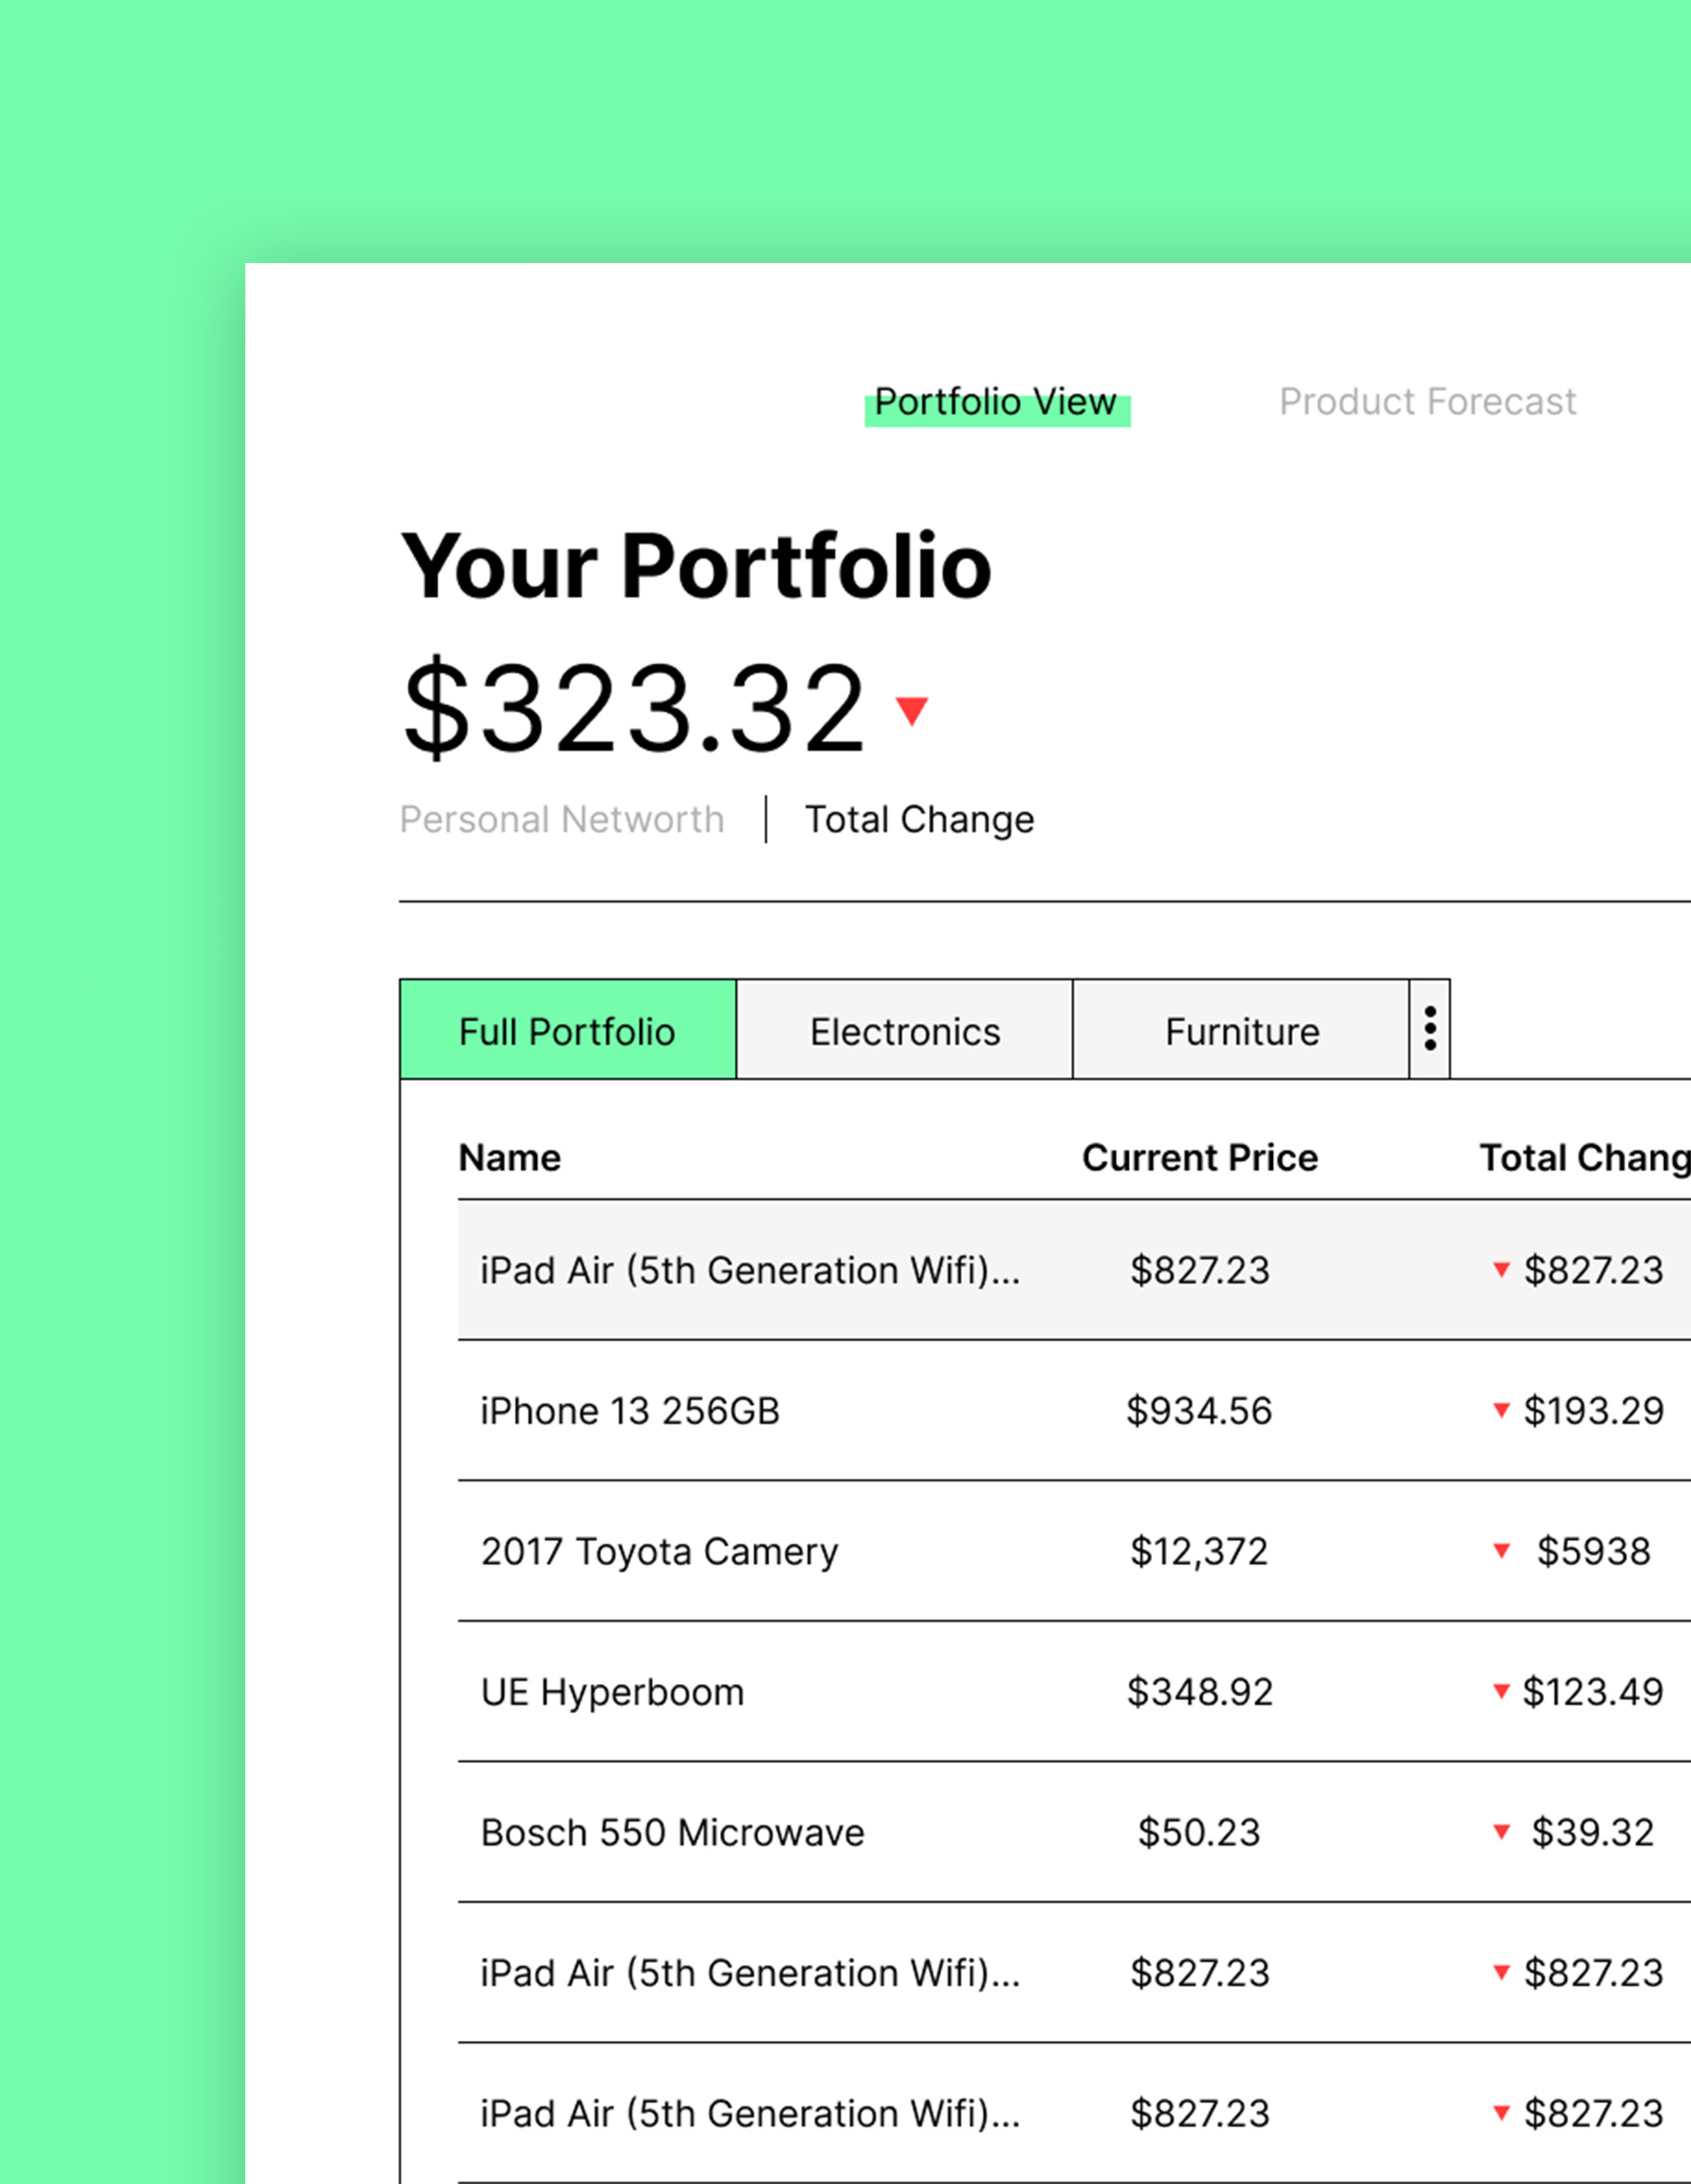 Portfolio View Product Forecast
Your Portfolio
$323.32
Personal Networth | Total Change
Full Portfolio Electronics Furniture
Name Current Price Total Chang
iPad Air (5th Generation Wifi)... $827.23 $827.23
iPhone 13 256GB $934.56 $193.29
2017 Toyota Camery $12,372 $5938
UE Hyperboom $348.92 $123.49
Bosch 550 Microwave $50.23 $39.32
iPad Air (5th Generation Wifi)... $827.23 $827.23
iPad Air (5th Generation Wifi)... $827.23 $827.23